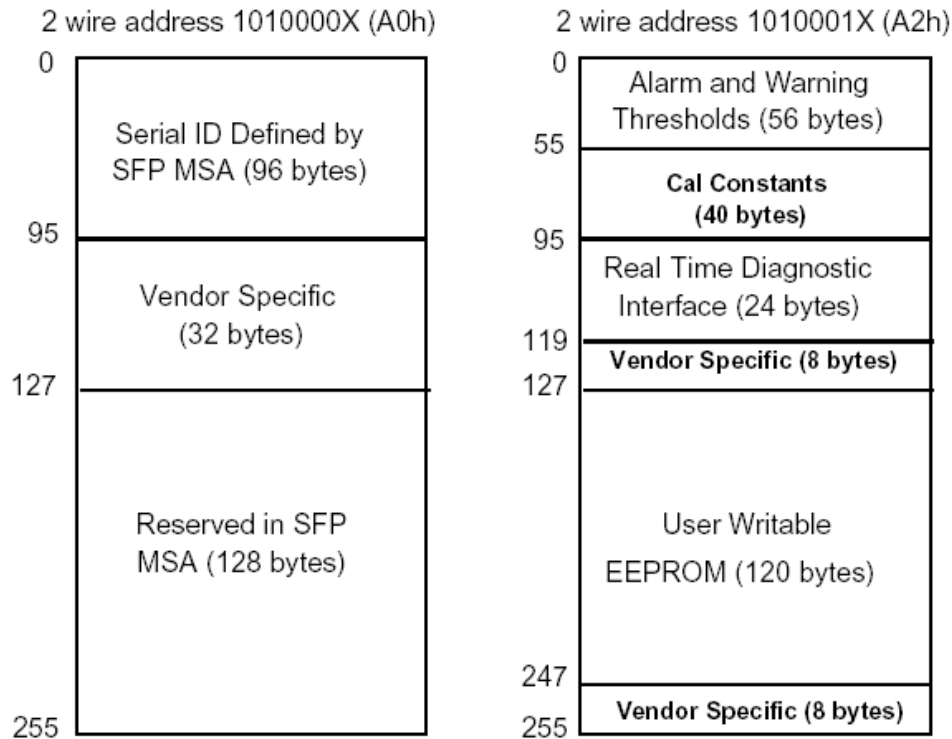 2 wire address 1010000X (A0h)
0
Serial ID Defined by
SFP MSA (96 bytes)
95
Vendor Specific
(32 bytes)
127
Reserved in SFP
MSA (128 bytes)
255
2 wire address 1010001X (A2h)
0
Alarm and Warning
Thresholds (56 bytes)
55
Cal Constants
(40 bytes)
95
Real Time Diagnostic
Interface (24 bytes)
119
Vendor Specific (8 bytes)
127
User Writable
EEPROM (120 bytes)
247
Vendor Specific (8 bytes)
255